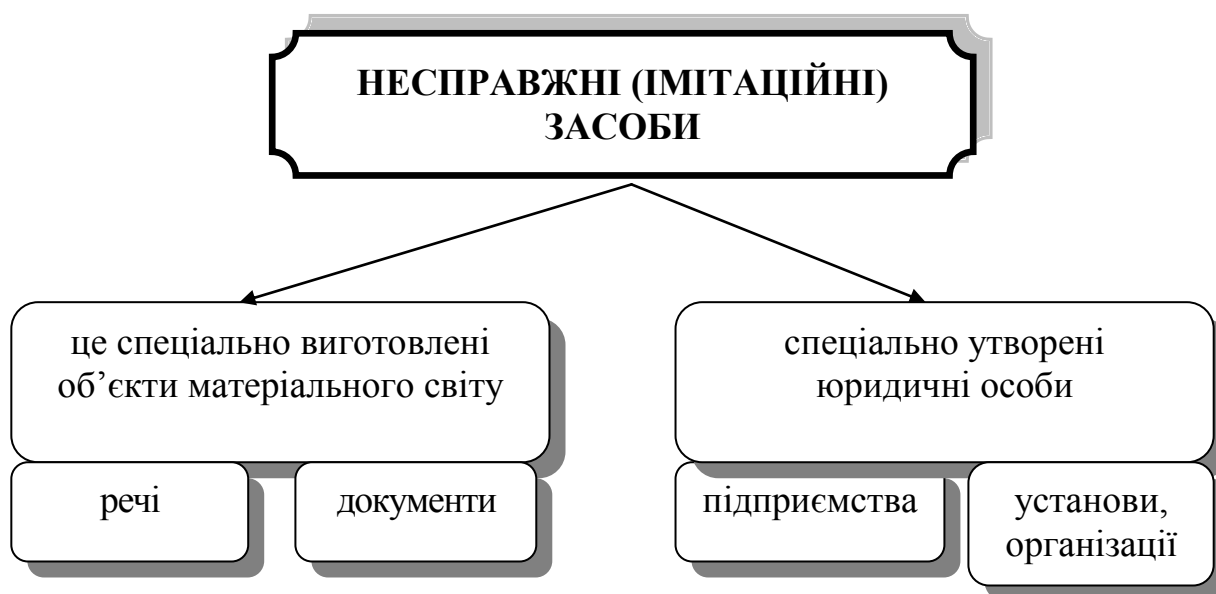 НЕСПРАВЖНІ (ІМІТАЦІЙНІ)
ЗАСОБИ
це спеціально виготовлені
об’єкти матеріального світу
спеціально утворені
юридичні особи
речі
документи
підприємства
установи,
організації